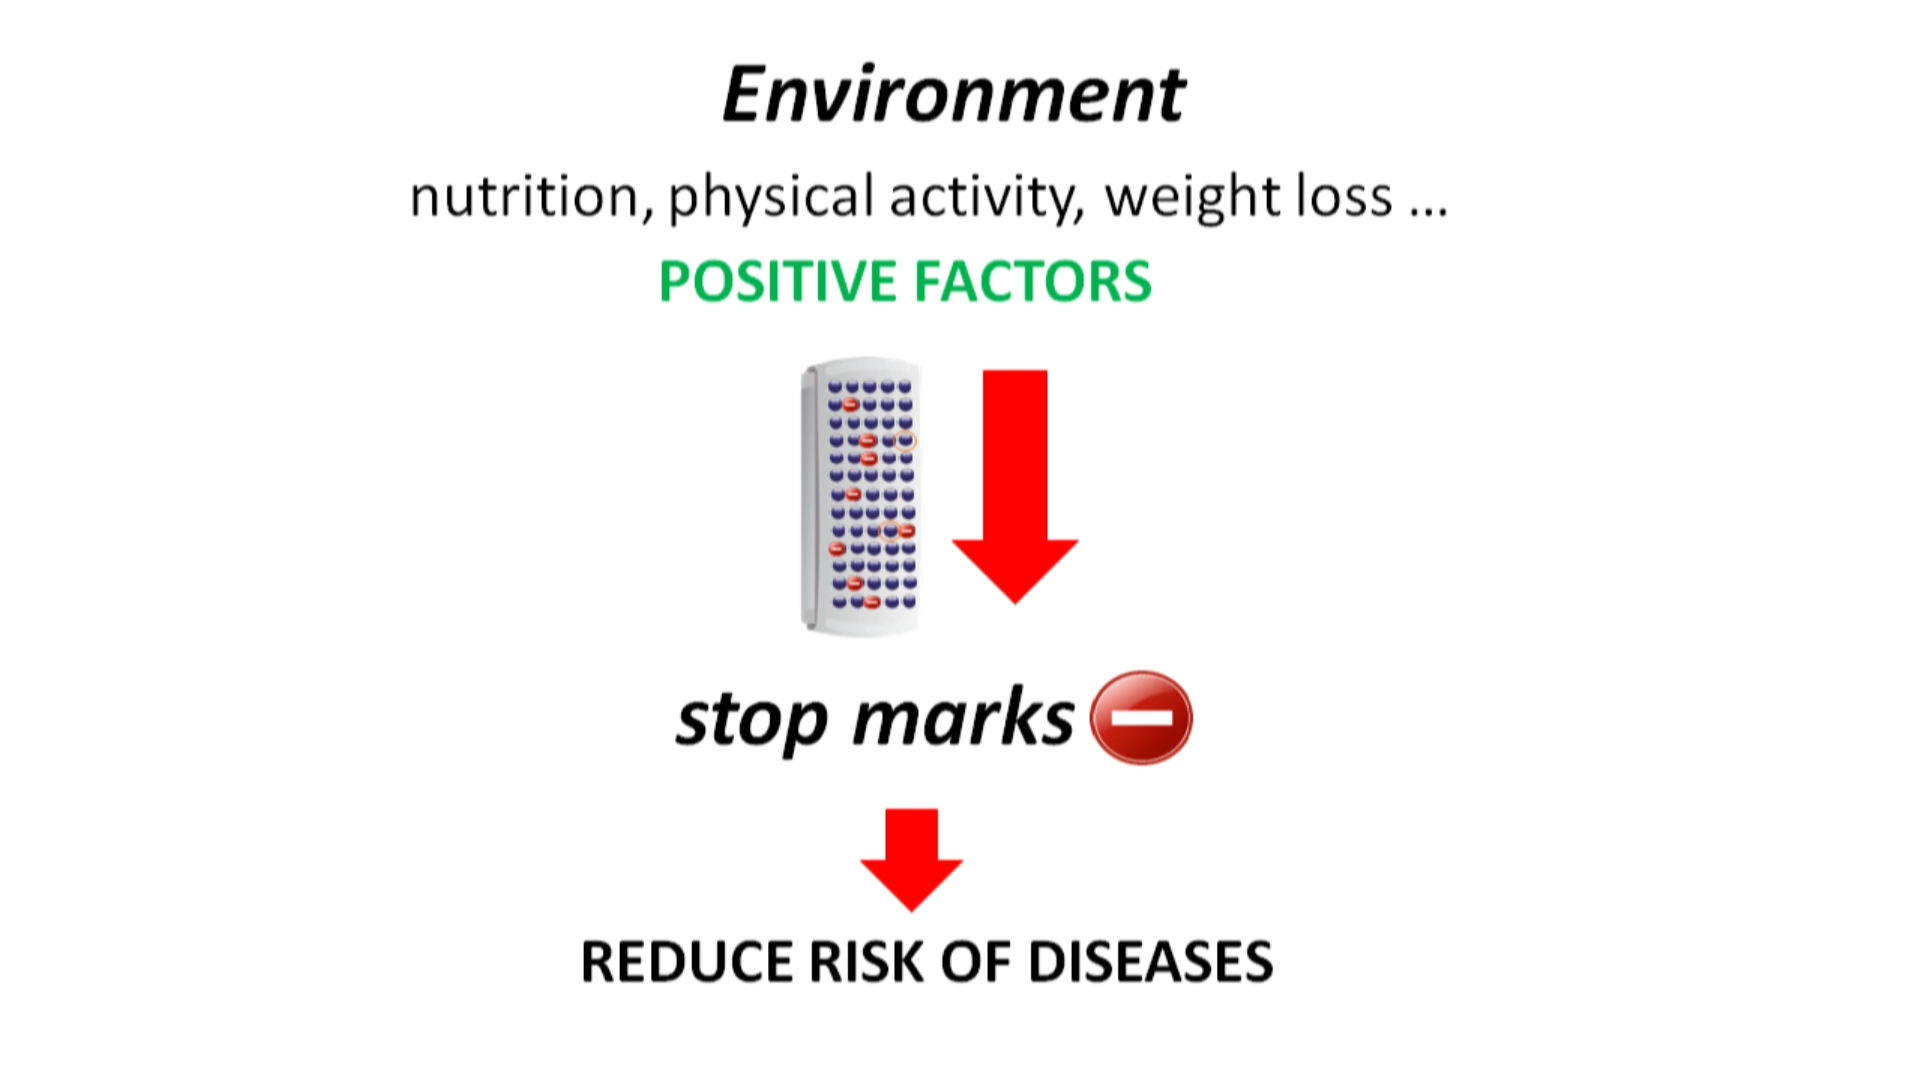 Environment
nutrition, physical activity, weight loss ...
POSITIVE FACTORS
stop marks
REDUCE RISK OF DISEASES